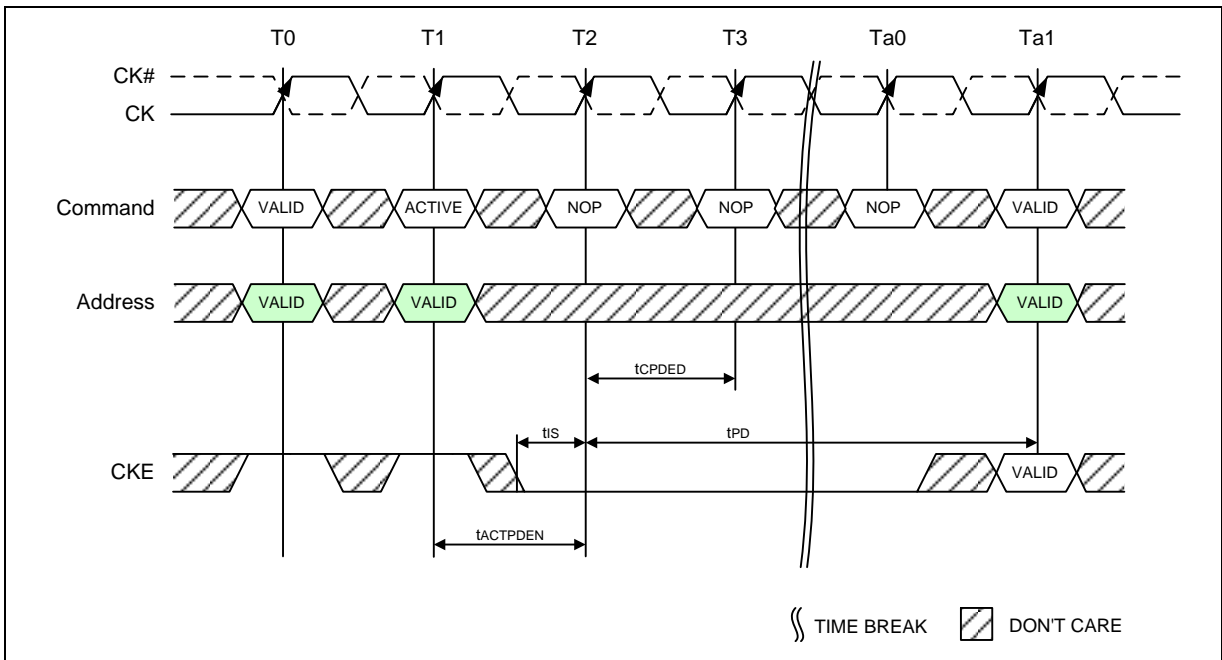 T0 T1 T2 T3 Ta0 Ta1
CK#
CK
Command VALID ACTIVE NOP NOP NOP VALID
Address VALID VALID VALID
tCPDED
tIS tPD
CKE VALID
tACTPDEN
TIME BREAK DON'T CARE